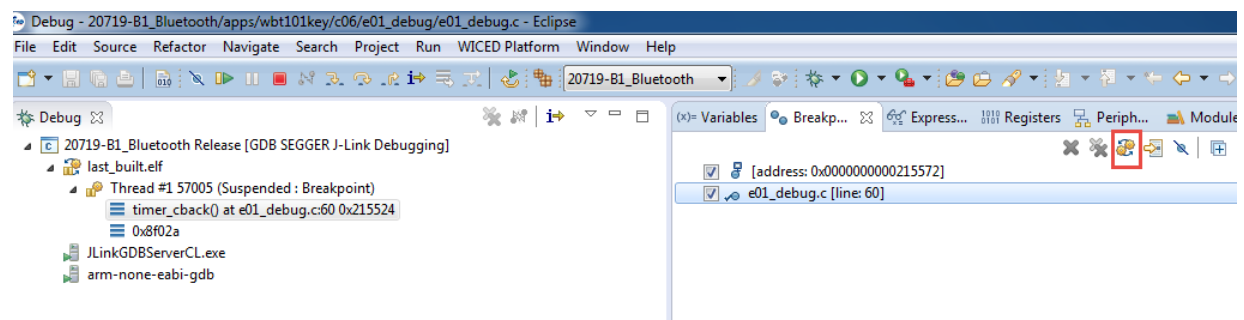 Debug - 20719-B1_Bluetooth/apps/wbt101key/c06/e01_debug/e01_debug.c - Eclipse
File Edit Source Refactor Navigate Search Project Run WICED Platform Window Help
20719-B1_Bluetooth
Debug
(x)= Variables Breakp... Express... 1010 0101 Registers Periph... Module
20719-B1_Bluetooth Release [GDB SEGGER J-Link Debugging]
last_built.elf
Thread #1 57005 (Suspended : Breakpoint)
timer_cback() at e01_debug.c:60 0x215524
0x8f02a
JLinkGDBServerCL.exe
arm-none-eabi-gdb
[address: 0x0000000000215572]
e01_debug.c [line: 60]